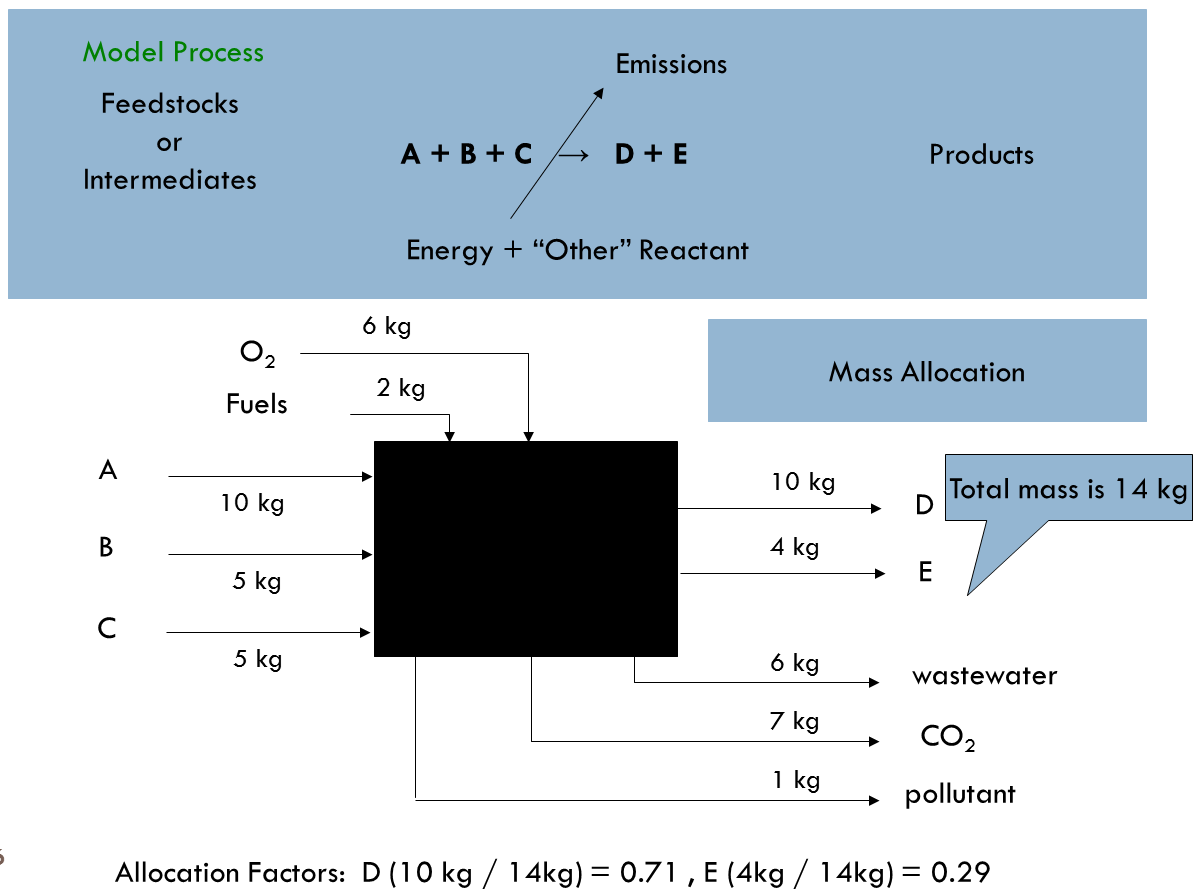 Model Process
Feedstocks
or
Intermediates
Emissions
A + B + C → D + E
Products
Energy + “Other” Reactant
6 kg
O₂
2 kg
Fuels
Mass Allocation
A
10 kg
B
5 kg
C
5 kg
10 kg
D
Total mass is 14 kg
4 kg
E
6 kg
wastewater
7 kg
CO₂
1 kg
pollutant
Allocation Factors: D (10 kg / 14kg) = 0.71 , E (4kg / 14kg) = 0.29